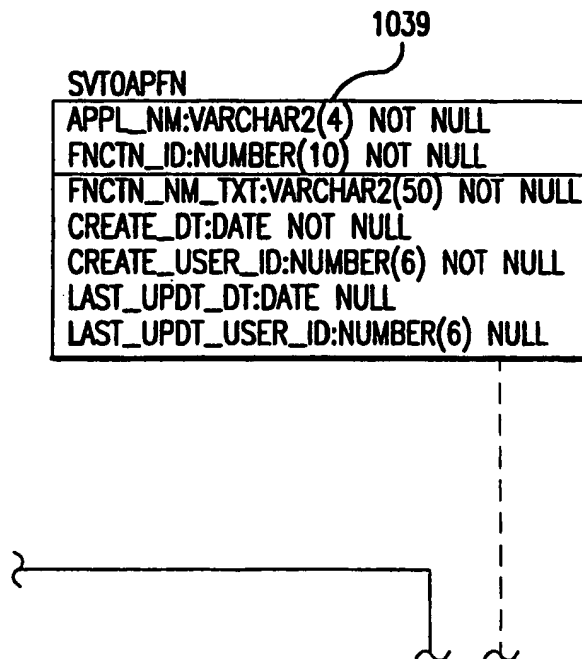 1039
SVT0APFN
APPL_NM:VARCHAR2(4) NOT NULL
FNCTN_ID:NUMBER(10) NOT NULL
FNCTN_NM_TXT:VARCHAR2(50) NOT NULL
CREATE_DT:DATE NOT NULL
CREATE_USER_ID:NUMBER(6) NOT NULL
LAST_UPDT_DT:DATE NULL
LAST_UPDT_USER_ID:NUMBER(6) NULL